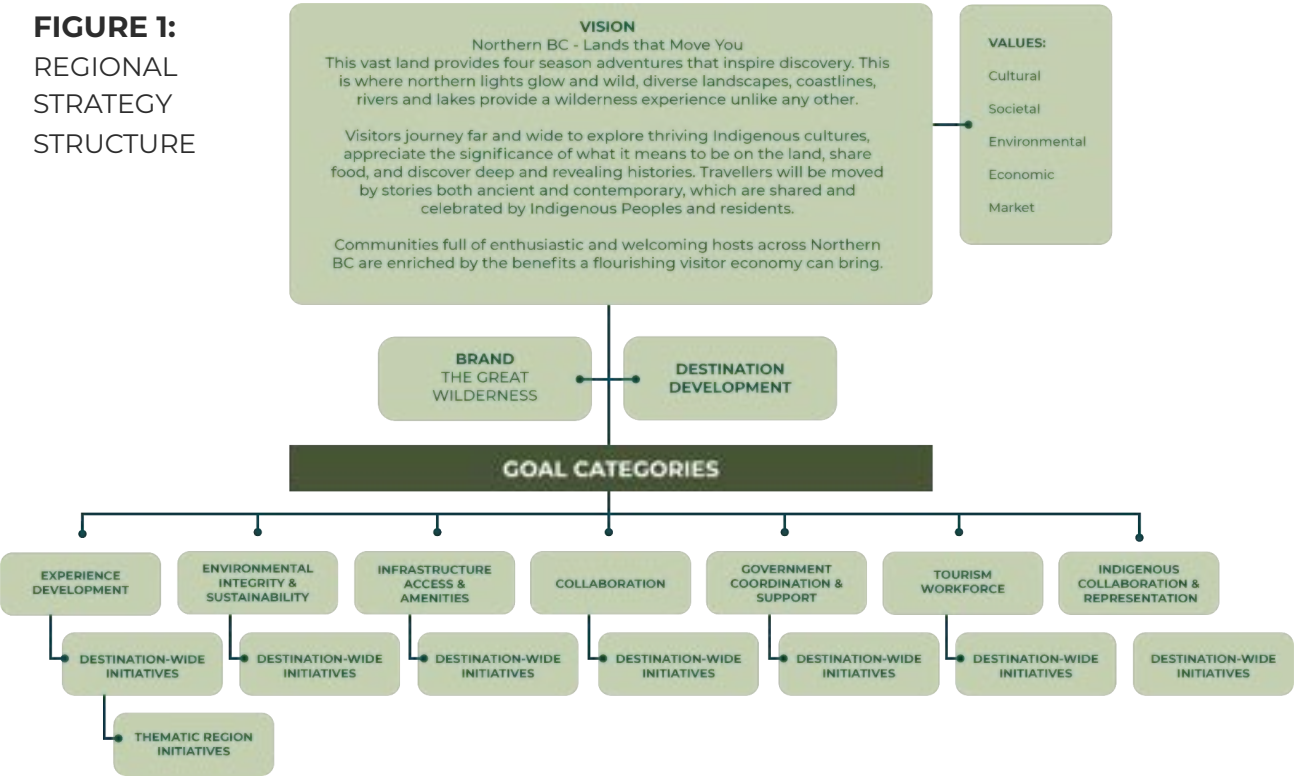 FIGURE 1:
REGIONAL
STRATEGY
STRUCTURE
VISION
Northern BC - Lands that Move You
This vast land provides four season adventures that inspire discovery. This
is where northern lights glow and wild, diverse landscapes, coastlines,
rivers and lakes provide a wilderness experience unlike any other.
Visitors journey far and wide to explore thriving Indigenous cultures,
appreciate the significance of what it means to be on the land, share
food, and discover deep and revealing histories. Travellers will be moved
by stories both ancient and contemporary, which are shared and
celebrated by Indigenous Peoples and residents.
Communities full of enthusiastic and welcoming hosts across Northern
BC are enriched by the benefits a flourishing visitor economy can bring.
VALUES:
Cultural
Societal
Environmental
Economic
Market
BRAND
THE GREAT
WILDERNESS
DESTINATION
DEVELOPMENT
GOAL CATEGORIES
EXPERIENCE
DEVELOPMENT
ENVIRONMENTAL
INTEGRITY &
SUSTAINABILITY
INFRASTRUCTURE
ACCESS &
AMENITIES
COLLABORATION
GOVERNMENT
COORDINATION &
SUPPORT
TOURISM
WORKFORCE
INDIGENOUS
COLLABORATION &
REPRESENTATION
DESTINATION-WIDE
INITIATIVES
DESTINATION-WIDE
INITIATIVES
DESTINATION-WIDE
INITIATIVES
DESTINATION-WIDE
INITIATIVES
DESTINATION-WIDE
INITIATIVES
DESTINATION-WIDE
INITIATIVES
DESTINATION-WIDE
INITIATIVES
THEMATIC REGION
INITIATIVES